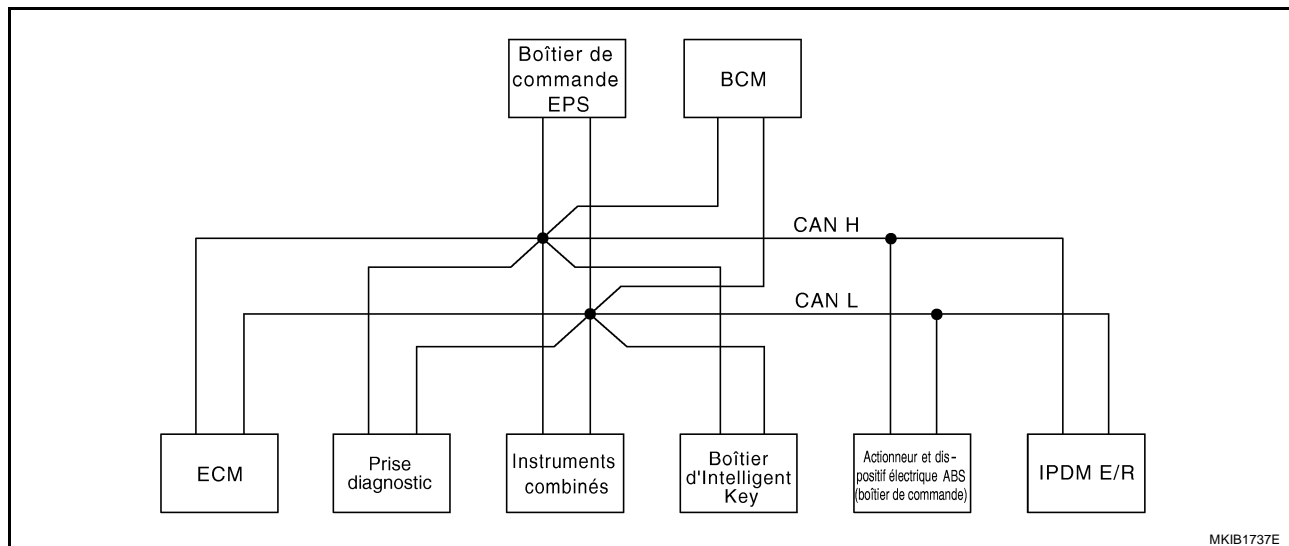 Boîtier de
commande
EPS
BCM
CAN H
CAN L
ECM
Prise
diagnostic
Instruments
combinés
Boîtier
d'Intelligent
Key
Actionneur et dis-
positif électrique ABS
(boîtier de commande)
IPDM E/R
MKIB1737E